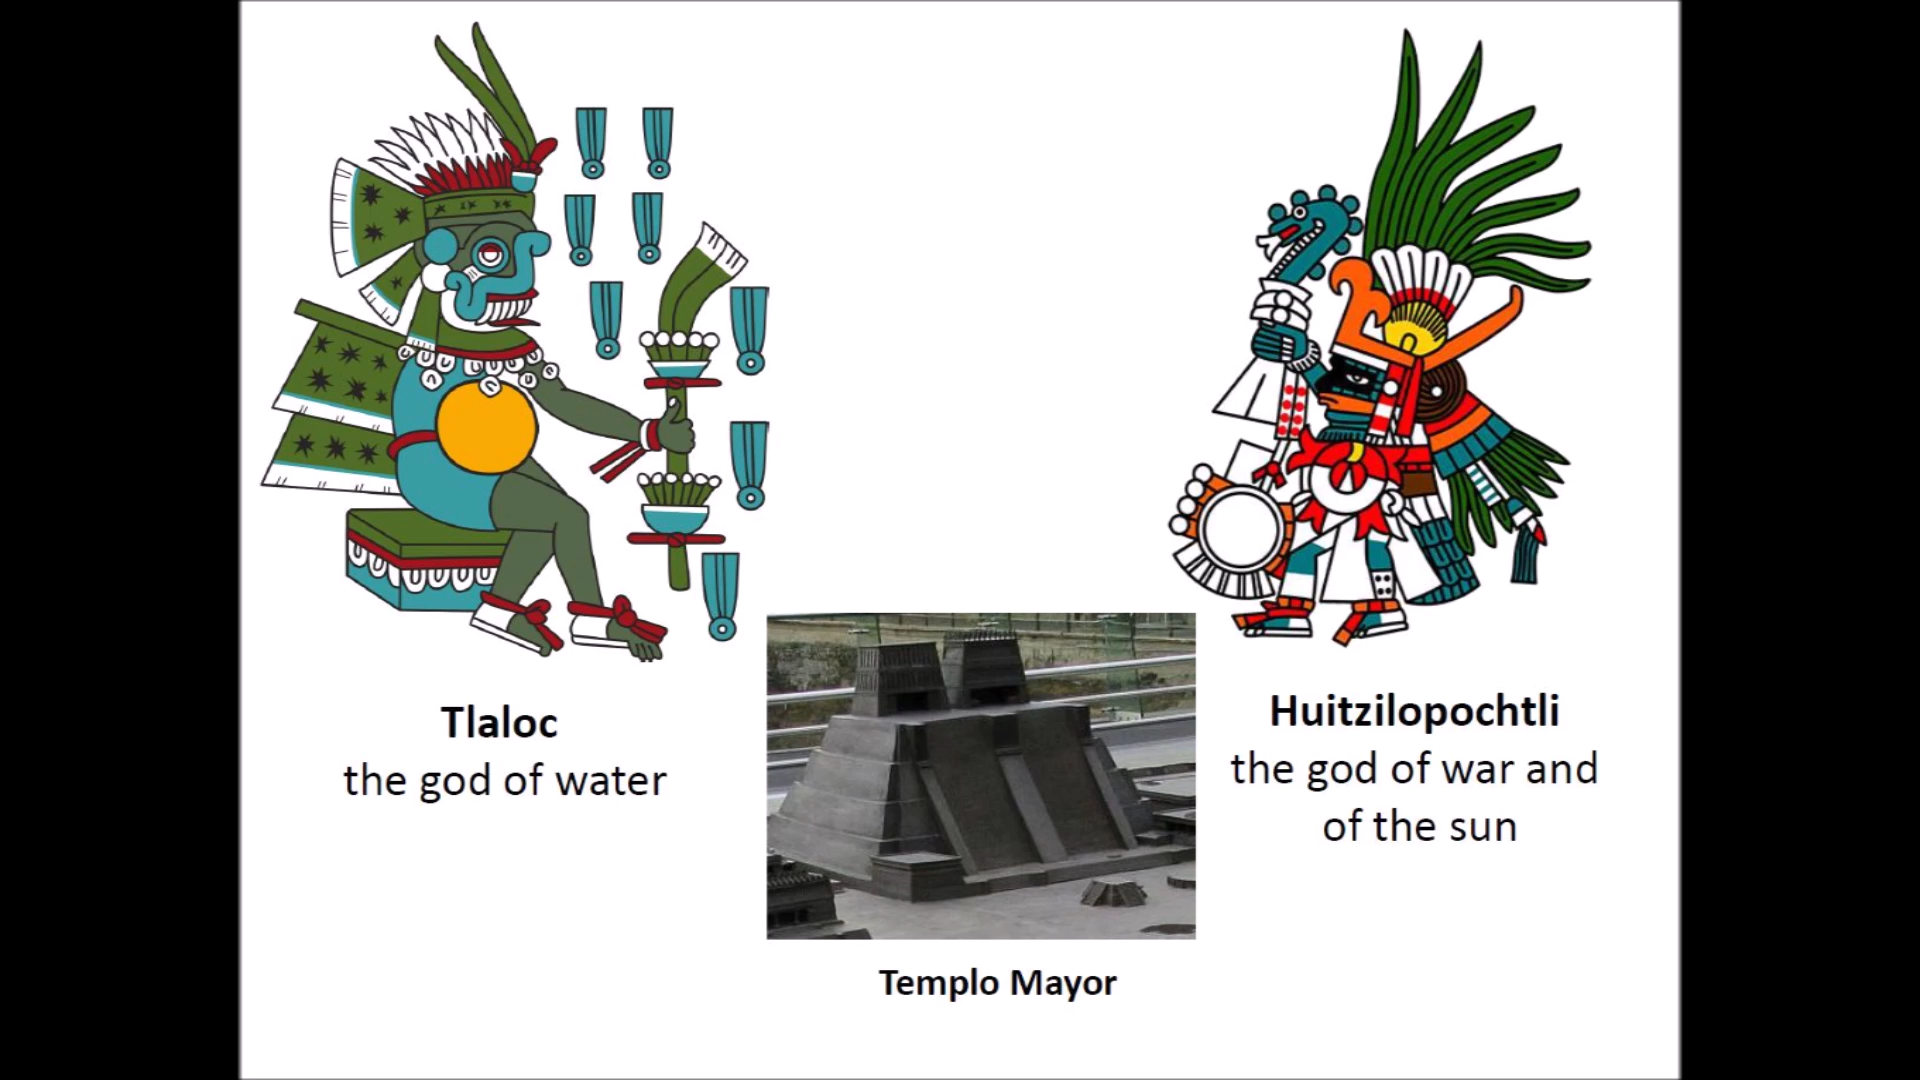 Tlaloc
the god of water
Huitzilopochtli
the god of war and
of the sun
Templo Mayor